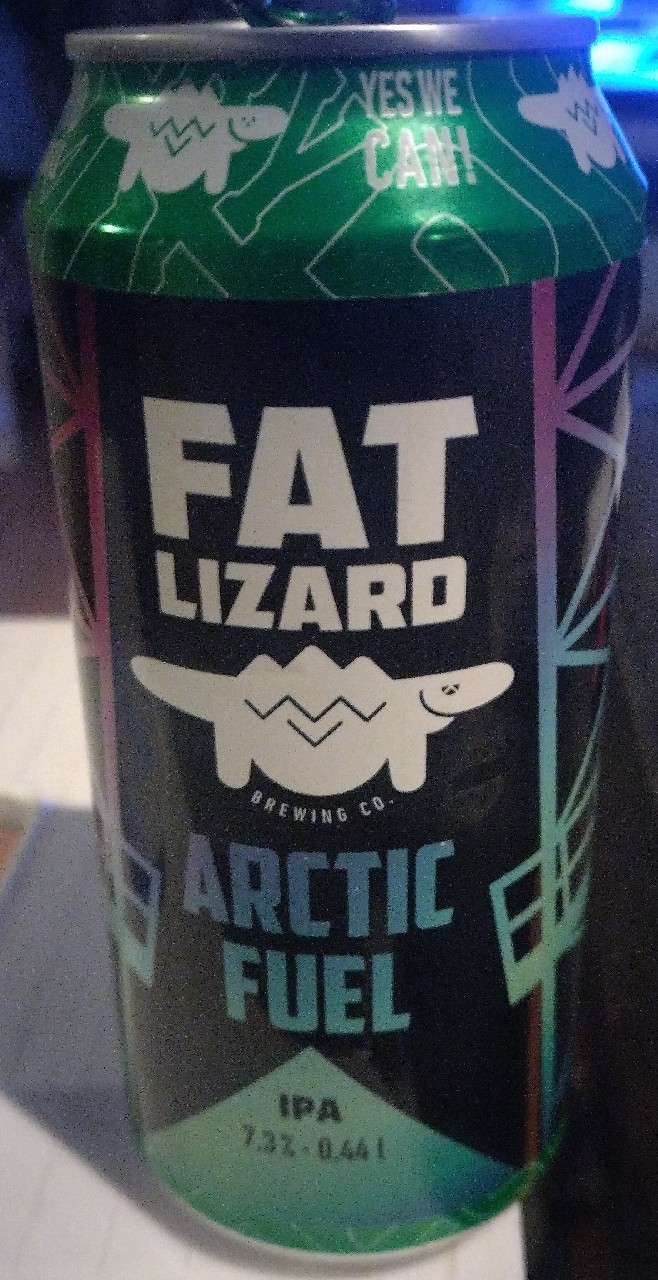 YES WE
CAN!
FAT
LIZARD
BREWING CO.
ARCTIC
FUEL
IPA
7.3% · 0.44 l